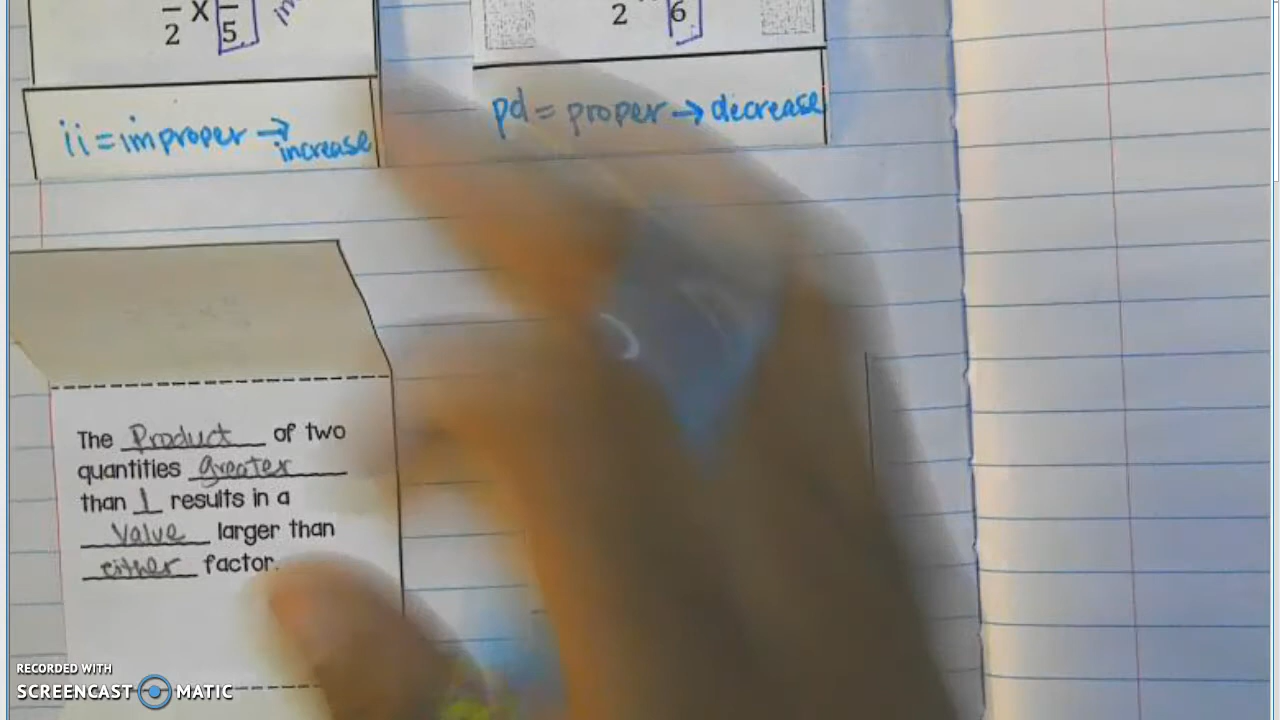 2 X 5
2 6
ii = improper → increase
pd = proper → decrease
The Product of two
quantities greater
than 1 results in a
value larger than
either factor.
RECORDED WITH
SCREENCAST MATIC